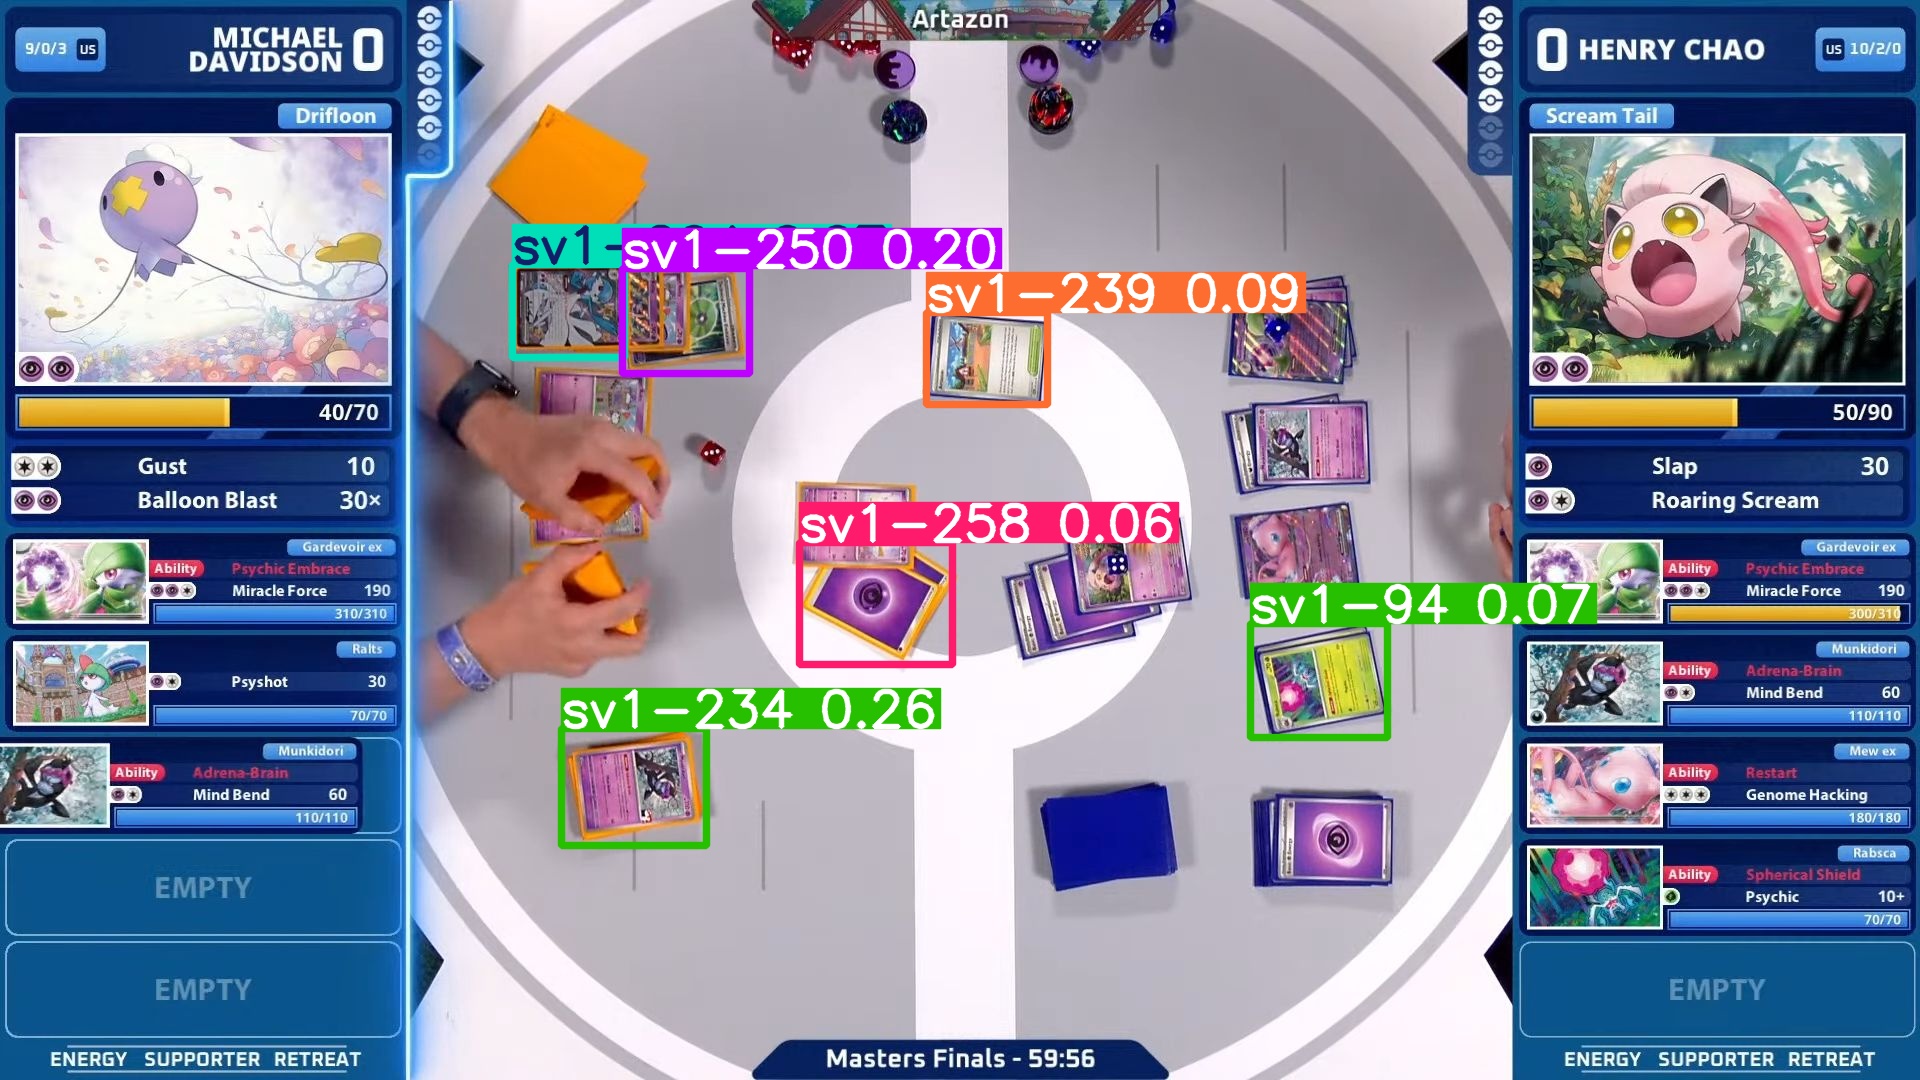 Artazon
9/0/3 US
MICHAEL
DAVIDSON
0
Drifloon
40/70
Gust 10
Balloon Blast 30×
Gardevoir ex
Ability Psychic Embrace
Miracle Force 190
310/310
Ralts
Psyshot 30
70/70
Munkidori
Ability Adrena-Brain
Mind Bend 60
110/110
EMPTY
EMPTY
ENERGY SUPPORTER RETREAT
sv1-
sv1-250 0.20
sv1-239 0.09
sv1-258 0.06
sv1-94 0.07
sv1-234 0.26
Masters Finals - 59:56
0 HENRY CHAO
US 10/2/0
Scream Tail
50/90
Slap 30
Roaring Scream
Gardevoir ex
Ability Psychic Embrace
Miracle Force 190
300/310
Munkidori
Ability Adrena-Brain
Mind Bend 60
110/110
Mew ex
Ability Restart
Genome Hacking
180/180
Rabsca
Ability Spherical Shield
Psychic 10+
70/70
EMPTY
ENERGY SUPPORTER RETREAT